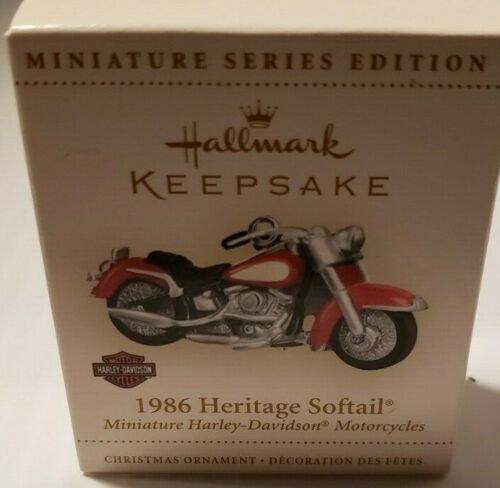 MINIATURE SERIES EDITION
Hallmark
KEEPSAKE
MOTOR
HARLEY-DAVIDSON
CYCLES
1986 Heritage Softail®
Miniature Harley-Davidson® Motorcycles
CHRISTMAS ORNAMENT • DÉCORATION DES FÊTES